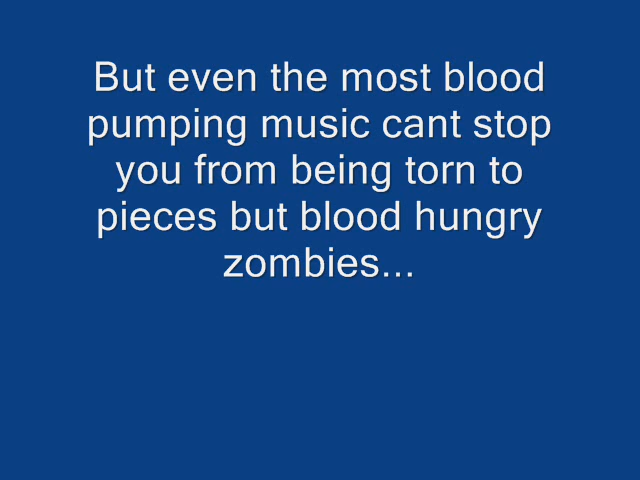 But even the most blood
pumping music cant stop
you from being torn to
pieces but blood hungry
zombies...